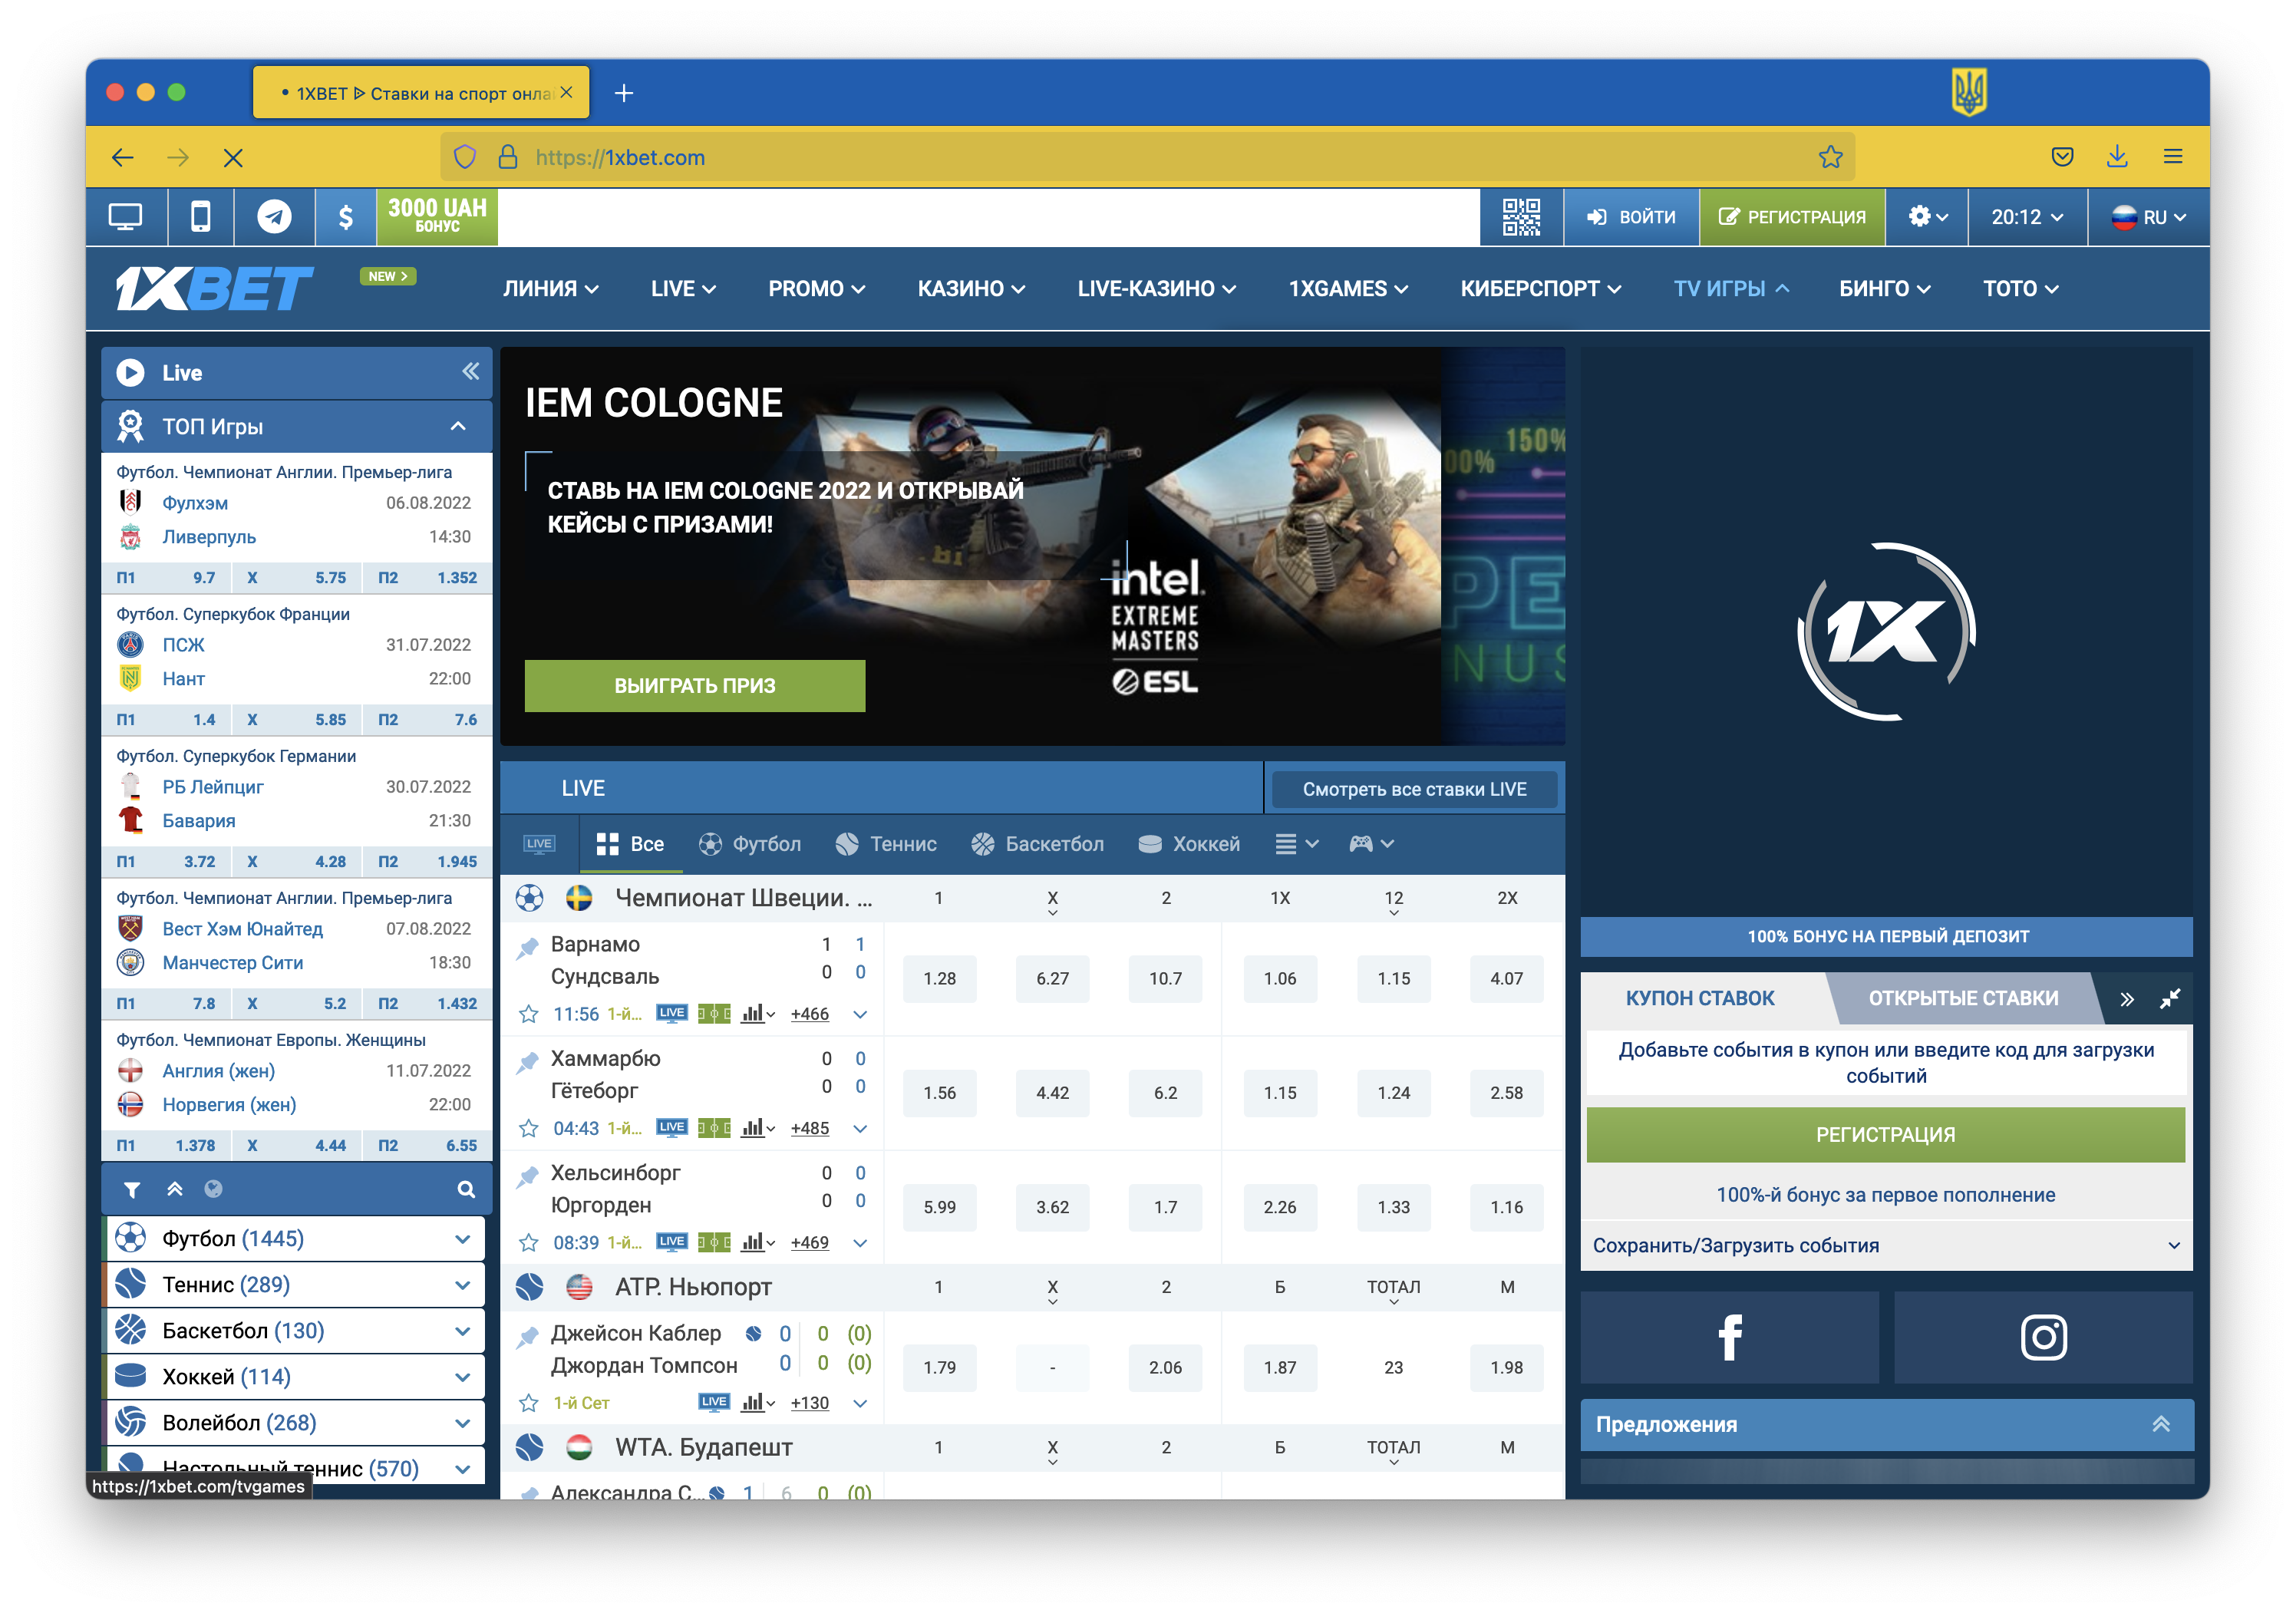 • 1XBET ᐉ Ставки на спорт онла
https://1xbet.com
3000 UAH
БОНУС
ВОЙТИ
РЕГИСТРАЦИЯ
20:12
RU
1XBET
NEW >
ЛИНИЯ
LIVE
PROMO
КАЗИНО
LIVE-КАЗИНО
1XGAMES
КИБЕРСПОРТ
TV ИГРЫ
БИНГО
ТОТО
Live
ТОП Игры
Футбол. Чемпионат Англии. Премьер-лига
Фулхэм 06.08.2022
Ливерпуль 14:30
П1 9.7 X 5.75 П2 1.352
Футбол. Суперкубок Франции
ПСЖ 31.07.2022
Нант 22:00
П1 1.4 X 5.85 П2 7.6
Футбол. Суперкубок Германии
РБ Лейпциг 30.07.2022
Бавария 21:30
П1 3.72 X 4.28 П2 1.945
Футбол. Чемпионат Англии. Премьер-лига
Вест Хэм Юнайтед 07.08.2022
Манчестер Сити 18:30
П1 7.8 X 5.2 П2 1.432
Футбол. Чемпионат Европы. Женщины
Англия (жен) 11.07.2022
Норвегия (жен) 22:00
П1 1.378 X 4.44 П2 6.55
Футбол (1445)
Теннис (289)
Баскетбол (130)
Хоккей (114)
Волейбол (268)
Настольный теннис (570)
https://1xbet.com/tvgames
IEM COLOGNE
СТАВЬ НА IEM COLOGNE 2022 И ОТКРЫВАЙ
КЕЙСЫ С ПРИЗАМИ!
ВЫИГРАТЬ ПРИЗ
intel.
EXTREME
MASTERS
ESL
150%
00%
PE
NUS
LIVE
Смотреть все ставки LIVE
LIVE
Все
Футбол
Теннис
Баскетбол
Хоккей
Чемпионат Швеции. ... 1 X 2 1X 12 2X
Варнамо 1 1
Сундсваль 0 0
1.28 6.27 10.7 1.06 1.15 4.07
11:56 1-й... LIVE +466
Хаммарбю 0 0
Гётеборг 0 0
1.56 4.42 6.2 1.15 1.24 2.58
04:43 1-й... LIVE +485
Хельсинборг 0 0
Юргорден 0 0
5.99 3.62 1.7 2.26 1.33 1.16
08:39 1-й... LIVE +469
ATP. Ньюпорт 1 X 2 Б ТОТАЛ М
Джейсон Каблер 0 0 (0)
Джордан Томпсон 0 0 (0)
1.79 - 2.06 1.87 23 1.98
1-й Сет LIVE +130
WTA. Будапешт 1 X 2 Б ТОТАЛ М
Александра С... 1 6 0 (0)
1X
100% БОНУС НА ПЕРВЫЙ ДЕПОЗИТ
КУПОН СТАВОК
ОТКРЫТЫЕ СТАВКИ
Добавьте события в купон или введите код для загрузки
событий
РЕГИСТРАЦИЯ
100%-й бонус за первое пополнение
Сохранить/Загрузить события
Предложения